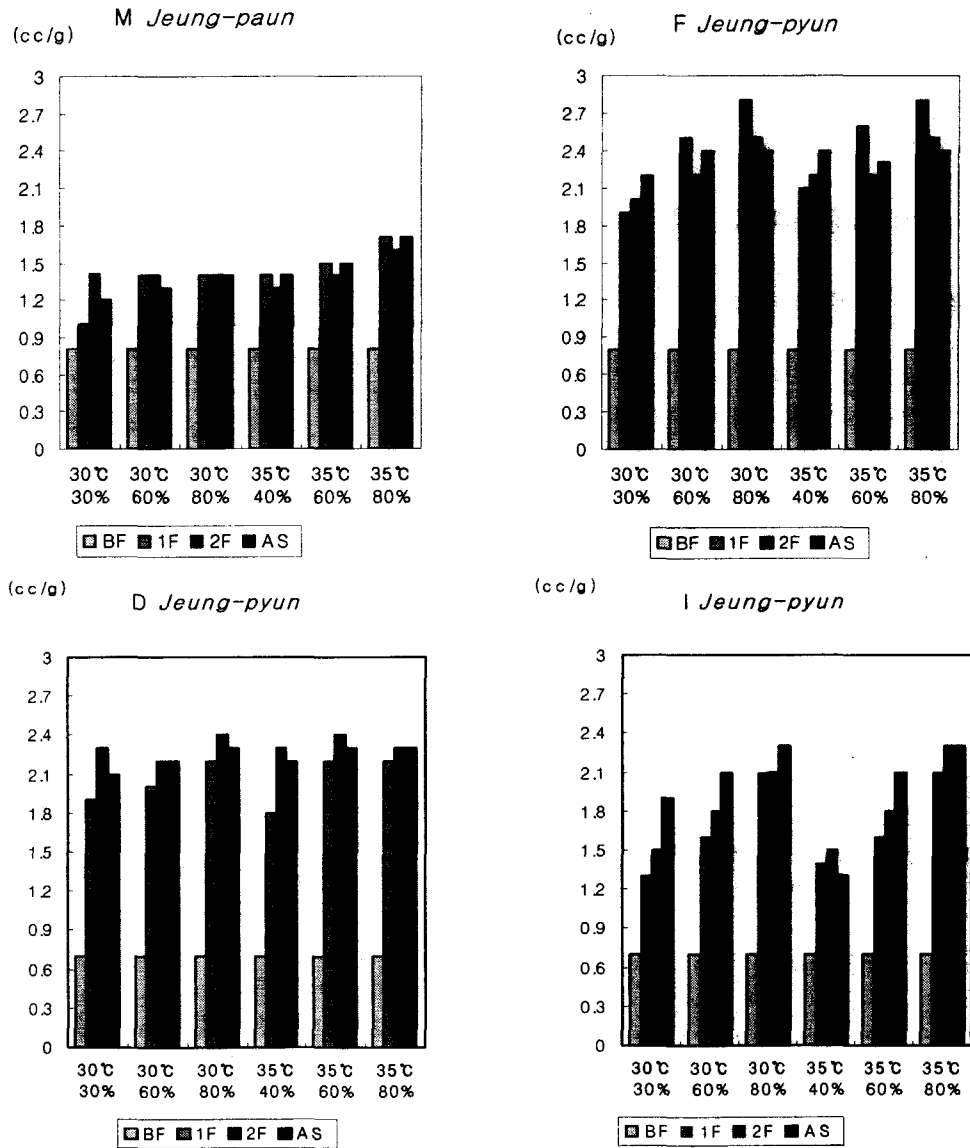 M Jeung-paun
(cc/g)
3
2.7
2.4
2.1
1.8
1.5
1.2
0.9
0.6
0.3
0
30℃ 30℃ 30℃ 35℃ 35℃ 35℃
30% 60% 80% 40% 60% 80%
BF 1F 2F AS
F Jeung-pyun
(cc/g)
3
2.7
2.4
2.1
1.8
1.5
1.2
0.9
0.6
0.3
0
30℃ 30℃ 30℃ 35℃ 35℃ 35℃
30% 60% 80% 40% 60% 80%
BF 1F 2F AS
(cc/g)
D Jeung-pyun
3
2.7
2.4
2.1
1.8
1.5
1.2
0.9
0.6
0.3
0
30℃ 30℃ 30℃ 35℃ 35℃ 35℃
30% 60% 80% 40% 60% 80%
BF 1F 2F AS
(cc/g)
I Jeung-pyun
3
2.7
2.4
2.1
1.8
1.5
1.2
0.9
0.6
0.3
0
30℃ 30℃ 30℃ 35℃ 35℃ 35℃
30% 60% 80% 40% 60% 80%
BF 1F 2F AS